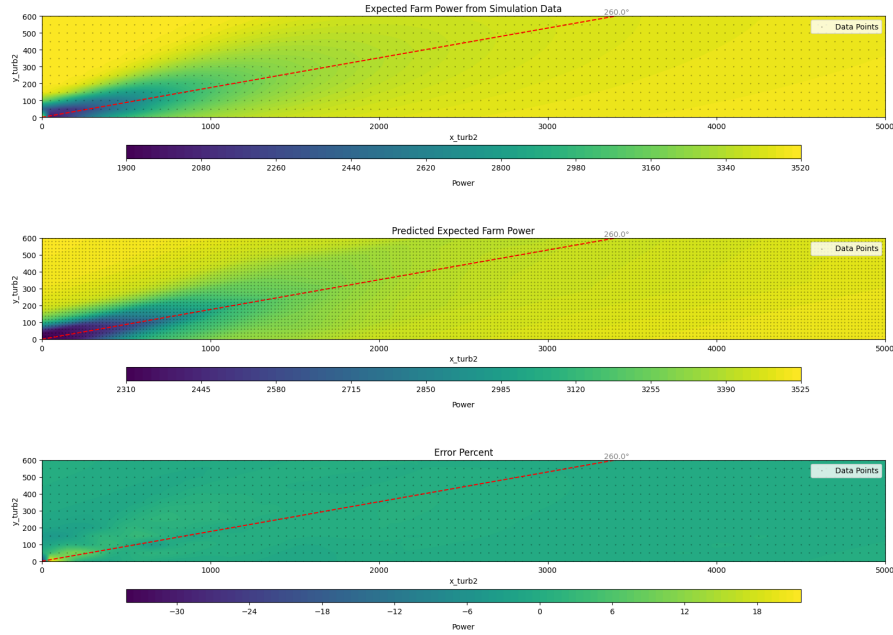 Expected Farm Power from Simulation Data
260.0°
Data Points
y_turb2
600
500
400
300
200
100
0
0 1000 2000 3000 4000 5000
x_turb2
1900 2080 2260 2440 2620 2800 2980 3160 3340 3520
Power
Predicted Expected Farm Power
260.0°
Data Points
y_turb2
600
500
400
300
200
100
0
0 1000 2000 3000 4000 5000
x_turb2
2310 2445 2580 2715 2850 2985 3120 3255 3390 3525
Power
Error Percent
260.0°
Data Points
y_turb2
600
500
400
300
200
100
0
0 1000 2000 3000 4000 5000
x_turb2
−30 −24 −18 −12 −6 0 6 12 18
Power